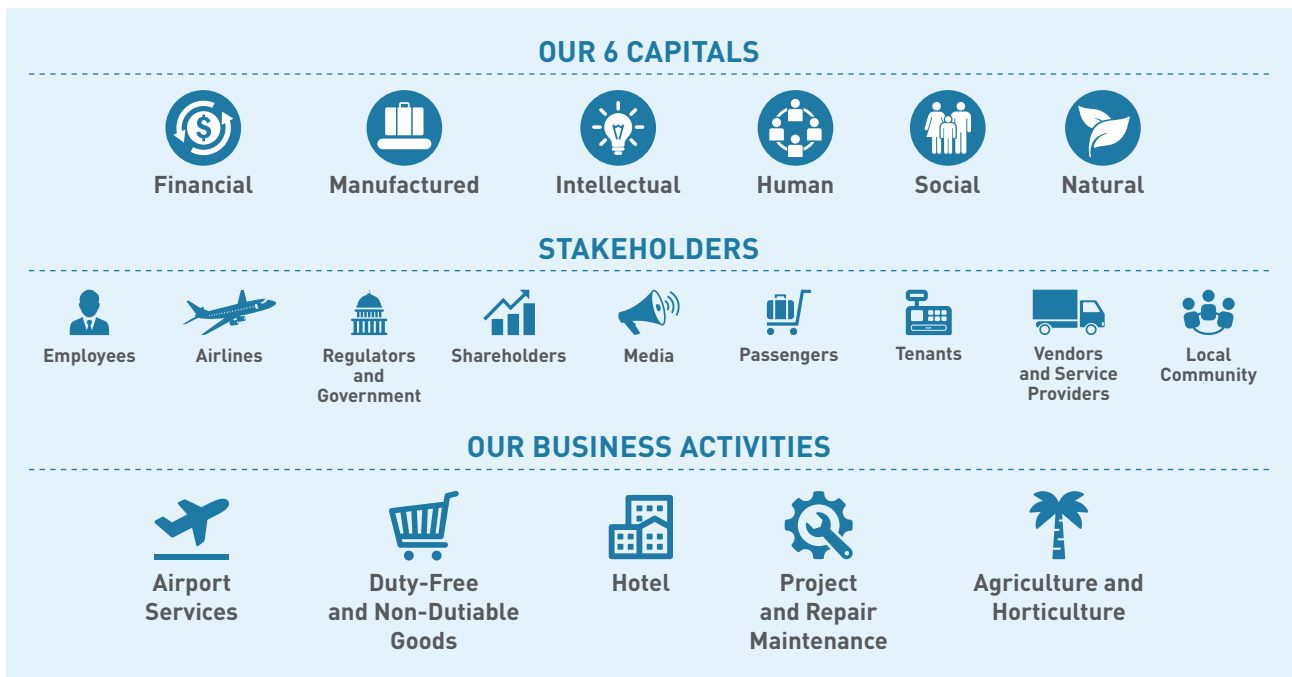 OUR 6 CAPITALS
Financial
Manufactured
Intellectual
Human
Social
Natural
STAKEHOLDERS
Employees
Airlines
Regulators
and
Government
Shareholders
Media
Passengers
Tenants
Vendors
and Service
Providers
Local
Community
OUR BUSINESS ACTIVITIES
Airport
Services
Duty-Free
and Non-Dutiable
Goods
Hotel
Project
and Repair
Maintenance
Agriculture and
Horticulture